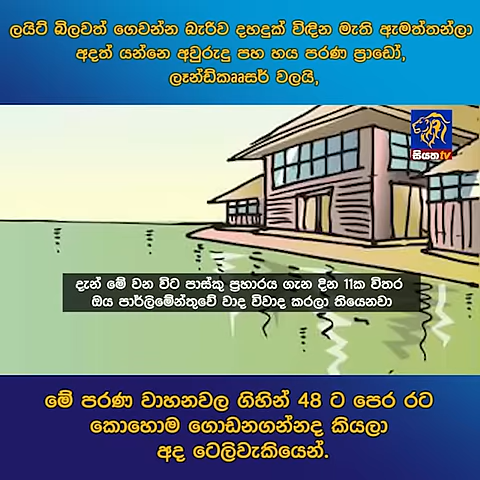 ලයිට් බිලවත් ගෙවන්න බැරිව දහදුක් විඳින මැති ඇමත්තන්ලා
අදත් යන්නෙ අවුරුදු පහ හය පරණ ප්‍රාඩෝ,
ලෑන්ඩ්කෲසර් වලයි,
සියත tv
දැන් මේ වන විට පාස්කු ප්‍රහාරය ගැන දින 11ක විතර
ඔය පාර්ලිමේන්තුවේ වාද විවාද කරලා තියෙනවා
මේ පරණ වාහනවල ගිහින් 48 ට පෙර රට
කොහොම ගොඩනගන්නද කියලා
අද ටෙලිවැකියෙන්.